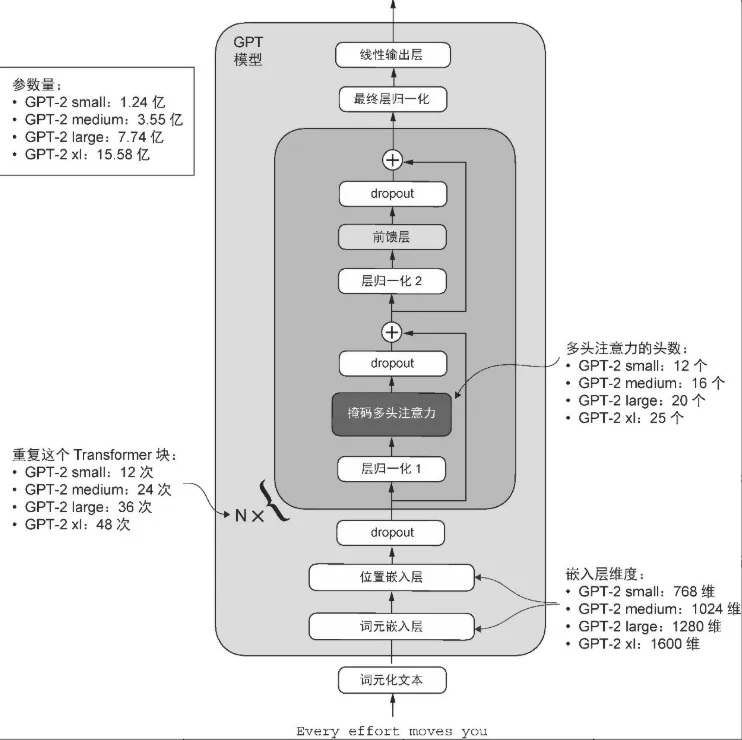 GPT
模型
线性输出层
最终层归一化
参数量：
• GPT-2 small：1.24 亿
• GPT-2 medium：3.55 亿
• GPT-2 large：7.74 亿
• GPT-2 xl：15.58 亿
+
dropout
前馈层
层归一化 2
+
dropout
掩码多头注意力
层归一化 1
多头注意力的头数：
• GPT-2 small：12 个
• GPT-2 medium：16 个
• GPT-2 large：20 个
• GPT-2 xl：25 个
重复这个 Transformer 块：
• GPT-2 small：12 次
• GPT-2 medium：24 次
• GPT-2 large：36 次
• GPT-2 xl：48 次
N×{
dropout
位置嵌入层
词元嵌入层
嵌入层维度：
• GPT-2 small：768 维
• GPT-2 medium：1024 维
• GPT-2 large：1280 维
• GPT-2 xl：1600 维
词元化文本
Every effort moves you